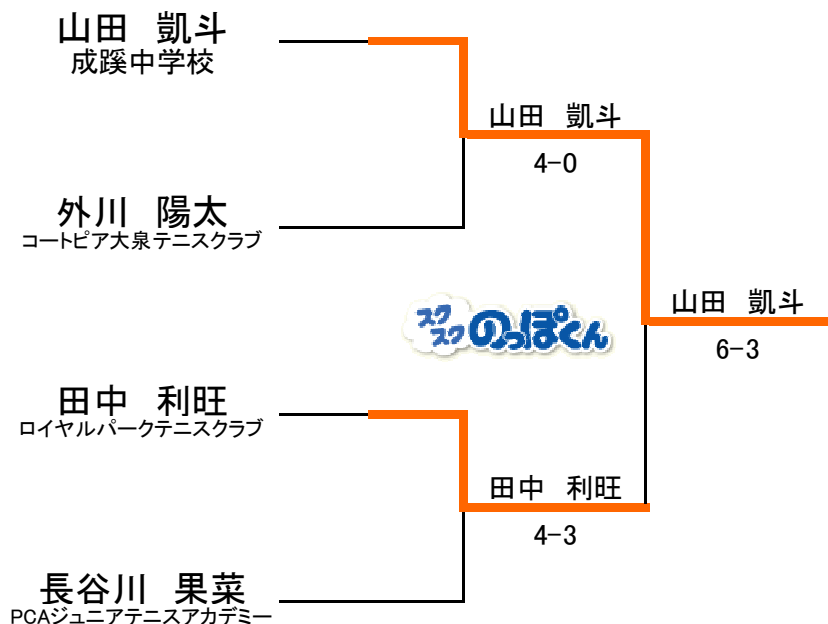 山田　凱斗
成蹊中学校
山田　凱斗
4-0
外川　陽太
コートピア大泉テニスクラブ
スクスクのっぽくん
山田　凱斗
6-3
田中　利旺
ロイヤルパークテニスクラブ
田中　利旺
4-3
長谷川　果菜
PCAジュニアテニスアカデミー